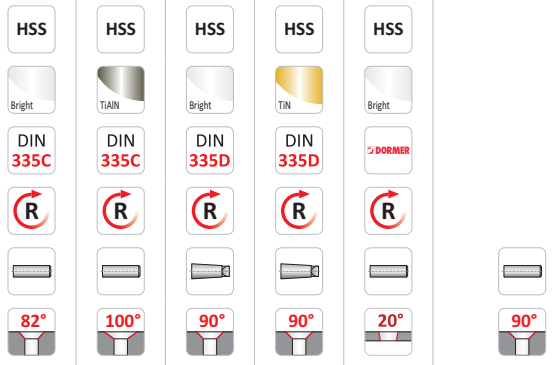 HSS HSS HSS HSS HSS
Bright TiAlN Bright TiN Bright
DIN DIN DIN DIN
335C 335C 335D 335D DORMER
R R R R R
82° 100° 90° 90° 20° 90°